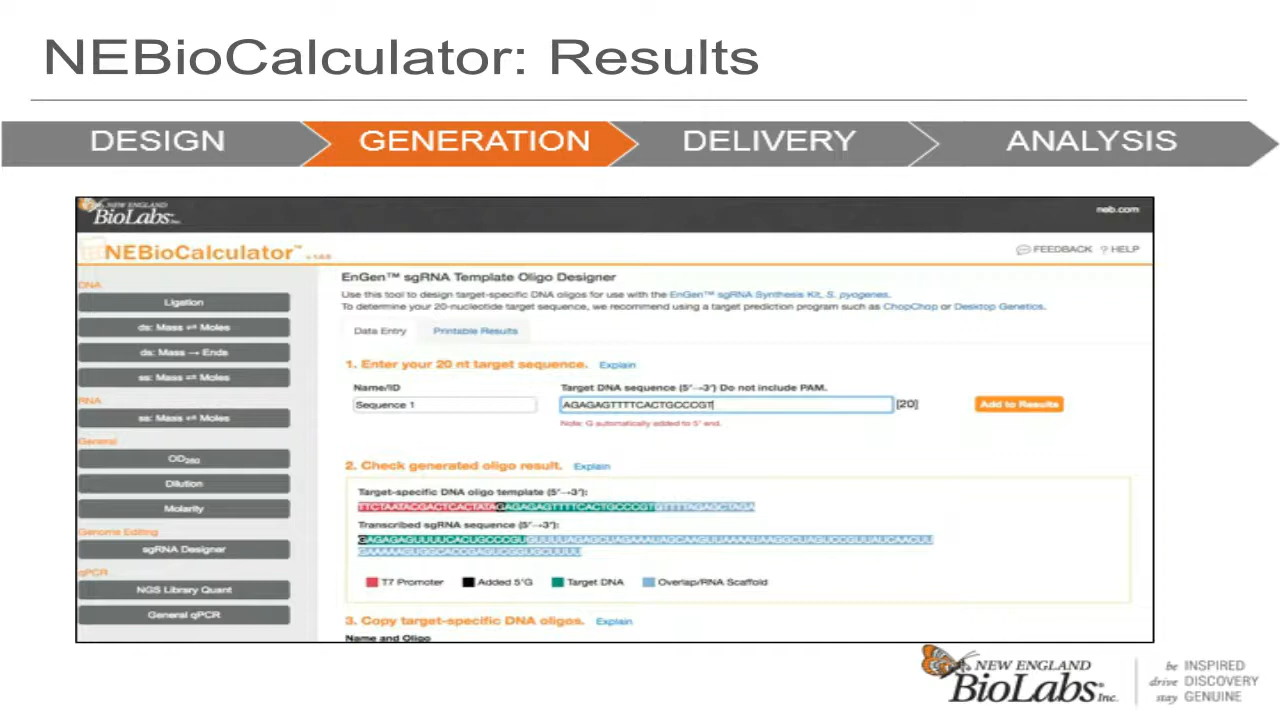 NEBioCalculator: Results
DESIGN
GENERATION
DELIVERY
ANALYSIS
NEW ENGLAND
BioLabs Inc.
neb.com
NEBioCalculator™
FEEDBACK ? HELP
DNA
Ligation
ds: Mass ⇌ Moles
ds: Mass → Ends
ss: Mass ⇌ Moles
RNA
ss: Mass ⇌ Moles
General
OD260
Dilution
Molarity
Genome Editing
sgRNA Designer
qPCR
NGS Library Quant
General qPCR
EnGen™ sgRNA Template Oligo Designer
Use this tool to design target-specific DNA oligos for use with the EnGen™ sgRNA Synthesis Kit, S. pyogenes.
To determine your 20-nucleotide target sequence, we recommend using a target prediction program such as ChopChop or Desktop Genetics.
Data Entry
Printable Results
1. Enter your 20 nt target sequence. Explain
Name/ID
Target DNA sequence (5'→3') Do not include PAM.
Sequence 1
AGAGAGTTTTCACTGCCCGT
[20]
Add to Results
Note: G automatically added to 5' end.
2. Check generated oligo result. Explain
Target-specific DNA oligo template (5'→3'):
TTCTAATACGACTCACTATAGAGAGAGTTTTCACTGCCCGTGTTTTAGAGCTAGA
Transcribed sgRNA sequence (5'→3'):
T7 Promoter
Added 5'G
Target DNA
Overlap/RNA Scaffold
3. Copy target-specific DNA oligos. Explain
Name and Oligo
NEW ENGLAND
BioLabs Inc.
be INSPIRED
drive DISCOVERY
stay GENUINE